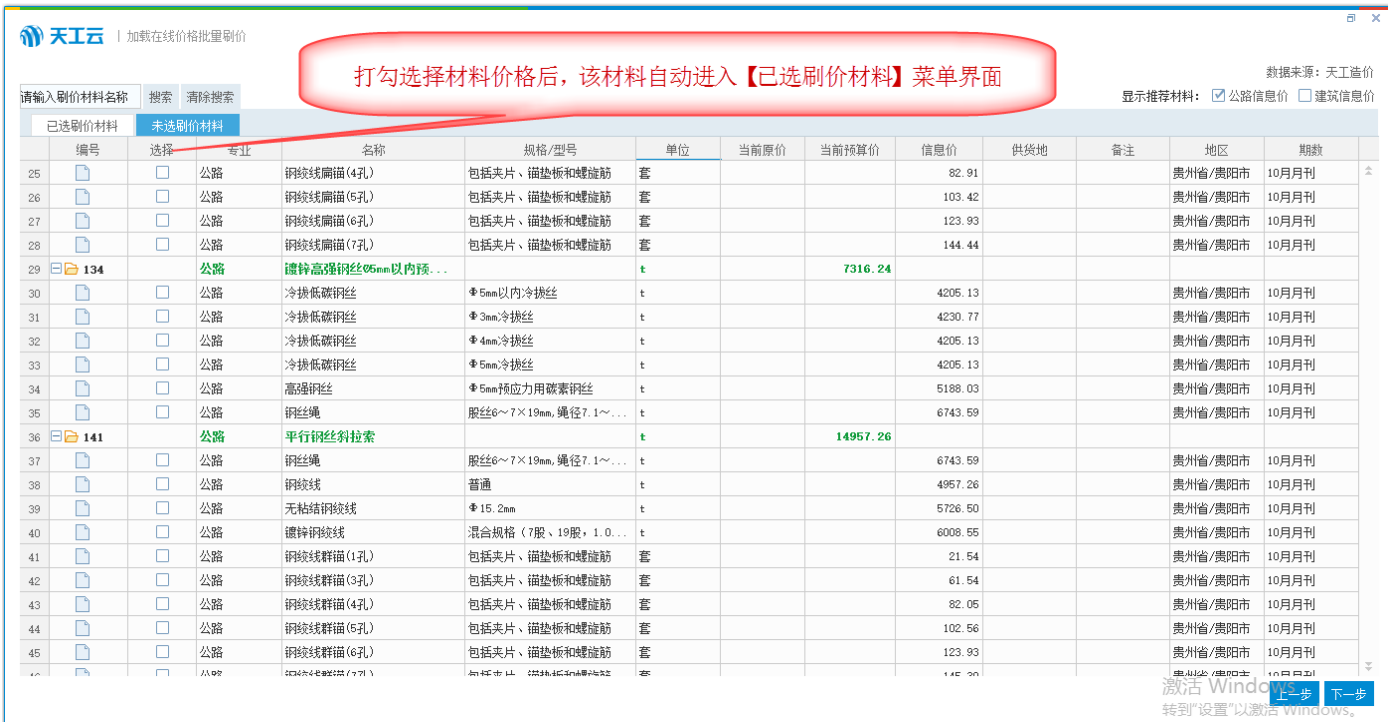 天工云 | 加载在线价格批量刷价
打勾选择材料价格后，该材料自动进入【已选刷价材料】菜单界面
数据来源：天工造价
请输入刷价材料名称 搜索 清除搜索
显示推荐材料： 公路信息价 建筑信息价
已选刷价材料 未选刷价材料
编号 选择 专业 名称 规格/型号 单位 当前原价 当前预算价 信息价 供货地 备注 地区 期数
25 公路 钢绞线扁锚(4孔) 包括夹片、锚垫板和螺旋筋 套 82.91 贵州省/贵阳市 10月月刊
26 公路 钢绞线扁锚(5孔) 包括夹片、锚垫板和螺旋筋 套 103.42 贵州省/贵阳市 10月月刊
27 公路 钢绞线扁锚(6孔) 包括夹片、锚垫板和螺旋筋 套 123.93 贵州省/贵阳市 10月月刊
28 公路 钢绞线扁锚(7孔) 包括夹片、锚垫板和螺旋筋 套 144.44 贵州省/贵阳市 10月月刊
29 134 公路 镀锌高强钢丝Ø5mm以内预... t 7316.24
30 公路 冷拔低碳钢丝 Φ5mm以内冷拔丝 t 4205.13 贵州省/贵阳市 10月月刊
31 公路 冷拔低碳钢丝 Φ3mm冷拔丝 t 4230.77 贵州省/贵阳市 10月月刊
32 公路 冷拔低碳钢丝 Φ4mm冷拔丝 t 4205.13 贵州省/贵阳市 10月月刊
33 公路 冷拔低碳钢丝 Φ5mm冷拔丝 t 4205.13 贵州省/贵阳市 10月月刊
34 公路 高强钢丝 Φ5mm预应力用碳素钢丝 t 5188.03 贵州省/贵阳市 10月月刊
35 公路 钢丝绳 股丝6～7×19mm,绳径7.1～... t 6743.59 贵州省/贵阳市 10月月刊
36 141 公路 平行钢丝斜拉索 t 14957.26
37 公路 钢丝绳 股丝6～7×19mm,绳径7.1～... t 6743.59 贵州省/贵阳市 10月月刊
38 公路 钢绞线 普通 t 4957.26 贵州省/贵阳市 10月月刊
39 公路 无粘结钢绞线 Φ15.2mm t 5726.50 贵州省/贵阳市 10月月刊
40 公路 镀锌钢绞线 混合规格（7股、19股，1.0... t 6008.55 贵州省/贵阳市 10月月刊
41 公路 钢绞线群锚(1孔) 包括夹片、锚垫板和螺旋筋 套 21.54 贵州省/贵阳市 10月月刊
42 公路 钢绞线群锚(3孔) 包括夹片、锚垫板和螺旋筋 套 61.54 贵州省/贵阳市 10月月刊
43 公路 钢绞线群锚(4孔) 包括夹片、锚垫板和螺旋筋 套 82.05 贵州省/贵阳市 10月月刊
44 公路 钢绞线群锚(5孔) 包括夹片、锚垫板和螺旋筋 套 102.56 贵州省/贵阳市 10月月刊
45 公路 钢绞线群锚(6孔) 包括夹片、锚垫板和螺旋筋 套 123.93 贵州省/贵阳市 10月月刊
激活 Windows
上一步 下一步
转到“设置”以激活 Windows。